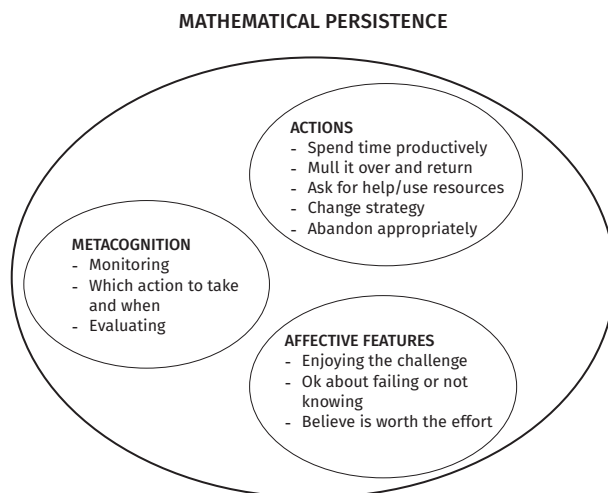 MATHEMATICAL PERSISTENCE
ACTIONS
- Spend time productively
- Mull it over and return
- Ask for help/use resources
- Change strategy
- Abandon appropriately
METACOGNITION
- Monitoring
- Which action to take
and when
- Evaluating
AFFECTIVE FEATURES
- Enjoying the challenge
- Ok about failing or not
knowing
- Believe is worth the effort